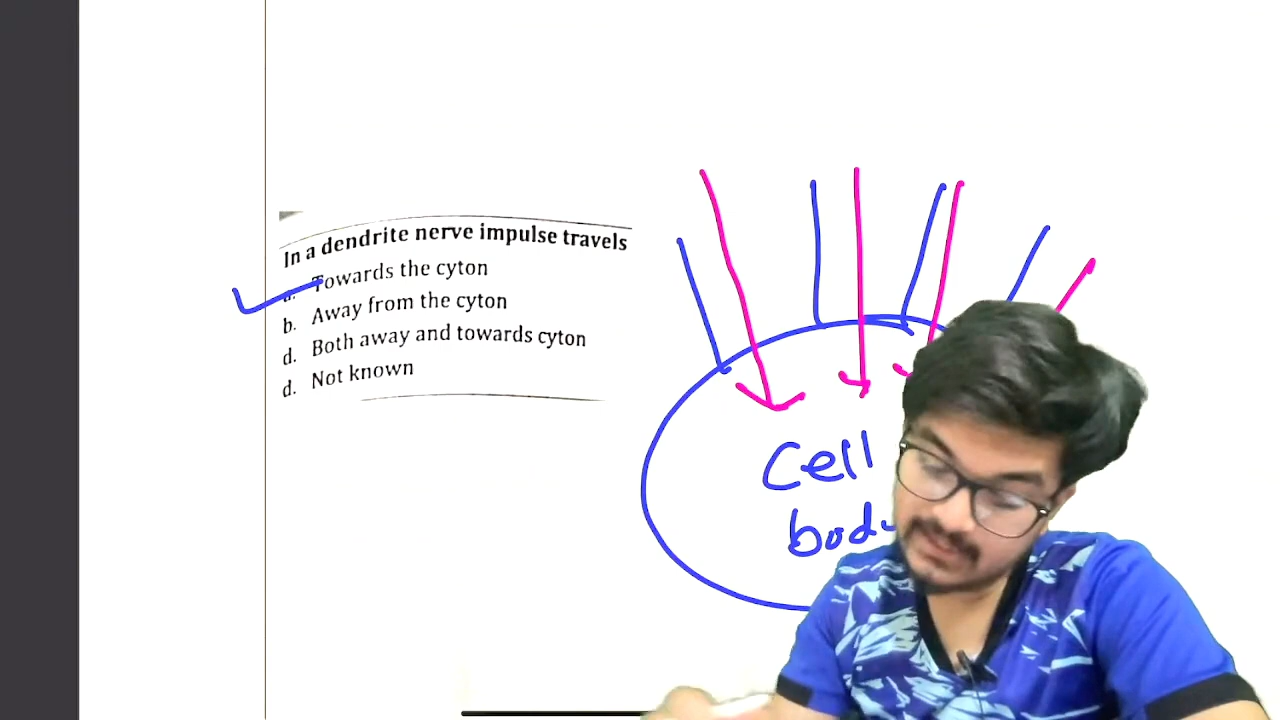 In a dendrite nerve impulse travels
a. Towards the cyton
b. Away from the cyton
d. Both away and towards cyton
d. Not known
Cell